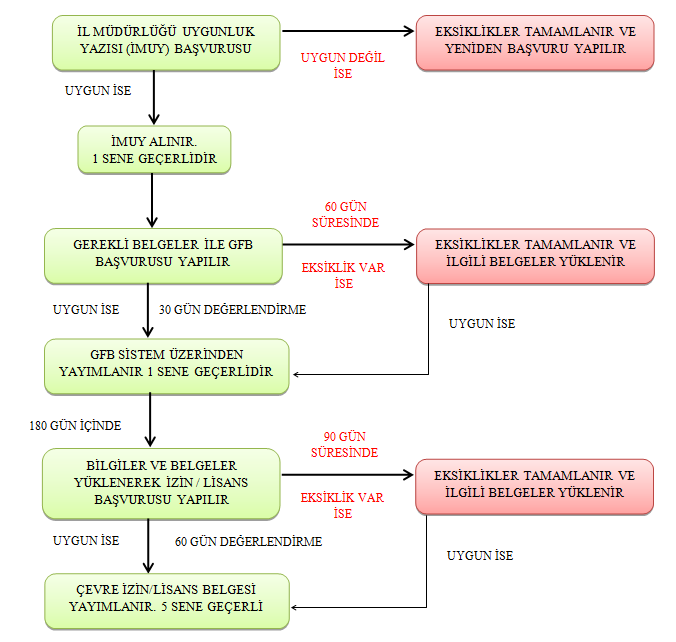 İL MÜDÜRLÜĞÜ UYGUNLUK
YAZISI (İMUY) BAŞVURUSU
UYGUN DEĞİL
İSE
EKSİKLİKLER TAMAMLANIR VE
YENİDEN BAŞVURU YAPILIR
UYGUN İSE
İMUY ALINIR.
1 SENE GEÇERLİDİR
60 GÜN
SÜRESİNDE
GEREKLİ BELGELER İLE GFB
BAŞVURUSU YAPILIR
EKSİKLİK VAR
İSE
EKSİKLİKLER TAMAMLANIR VE
İLGİLİ BELGELER YÜKLENİR
UYGUN İSE
30 GÜN DEĞERLENDİRME
UYGUN İSE
GFB SİSTEM ÜZERİNDEN
YAYIMLANIR 1 SENE GEÇERLİDİR
180 GÜN İÇİNDE
90 GÜN
SÜRESİNDE
BİLGİLER VE BELGELER
YÜKLENEREK İZİN / LİSANS
BAŞVURUSU YAPILIR
EKSİKLİK VAR
İSE
EKSİKLİKLER TAMAMLANIR VE
İLGİLİ BELGELER YÜKLENİR
UYGUN İSE
60 GÜN DEĞERLENDİRME
UYGUN İSE
ÇEVRE İZİN/LİSANS BELGESİ
YAYIMLANIR. 5 SENE GEÇERLİ